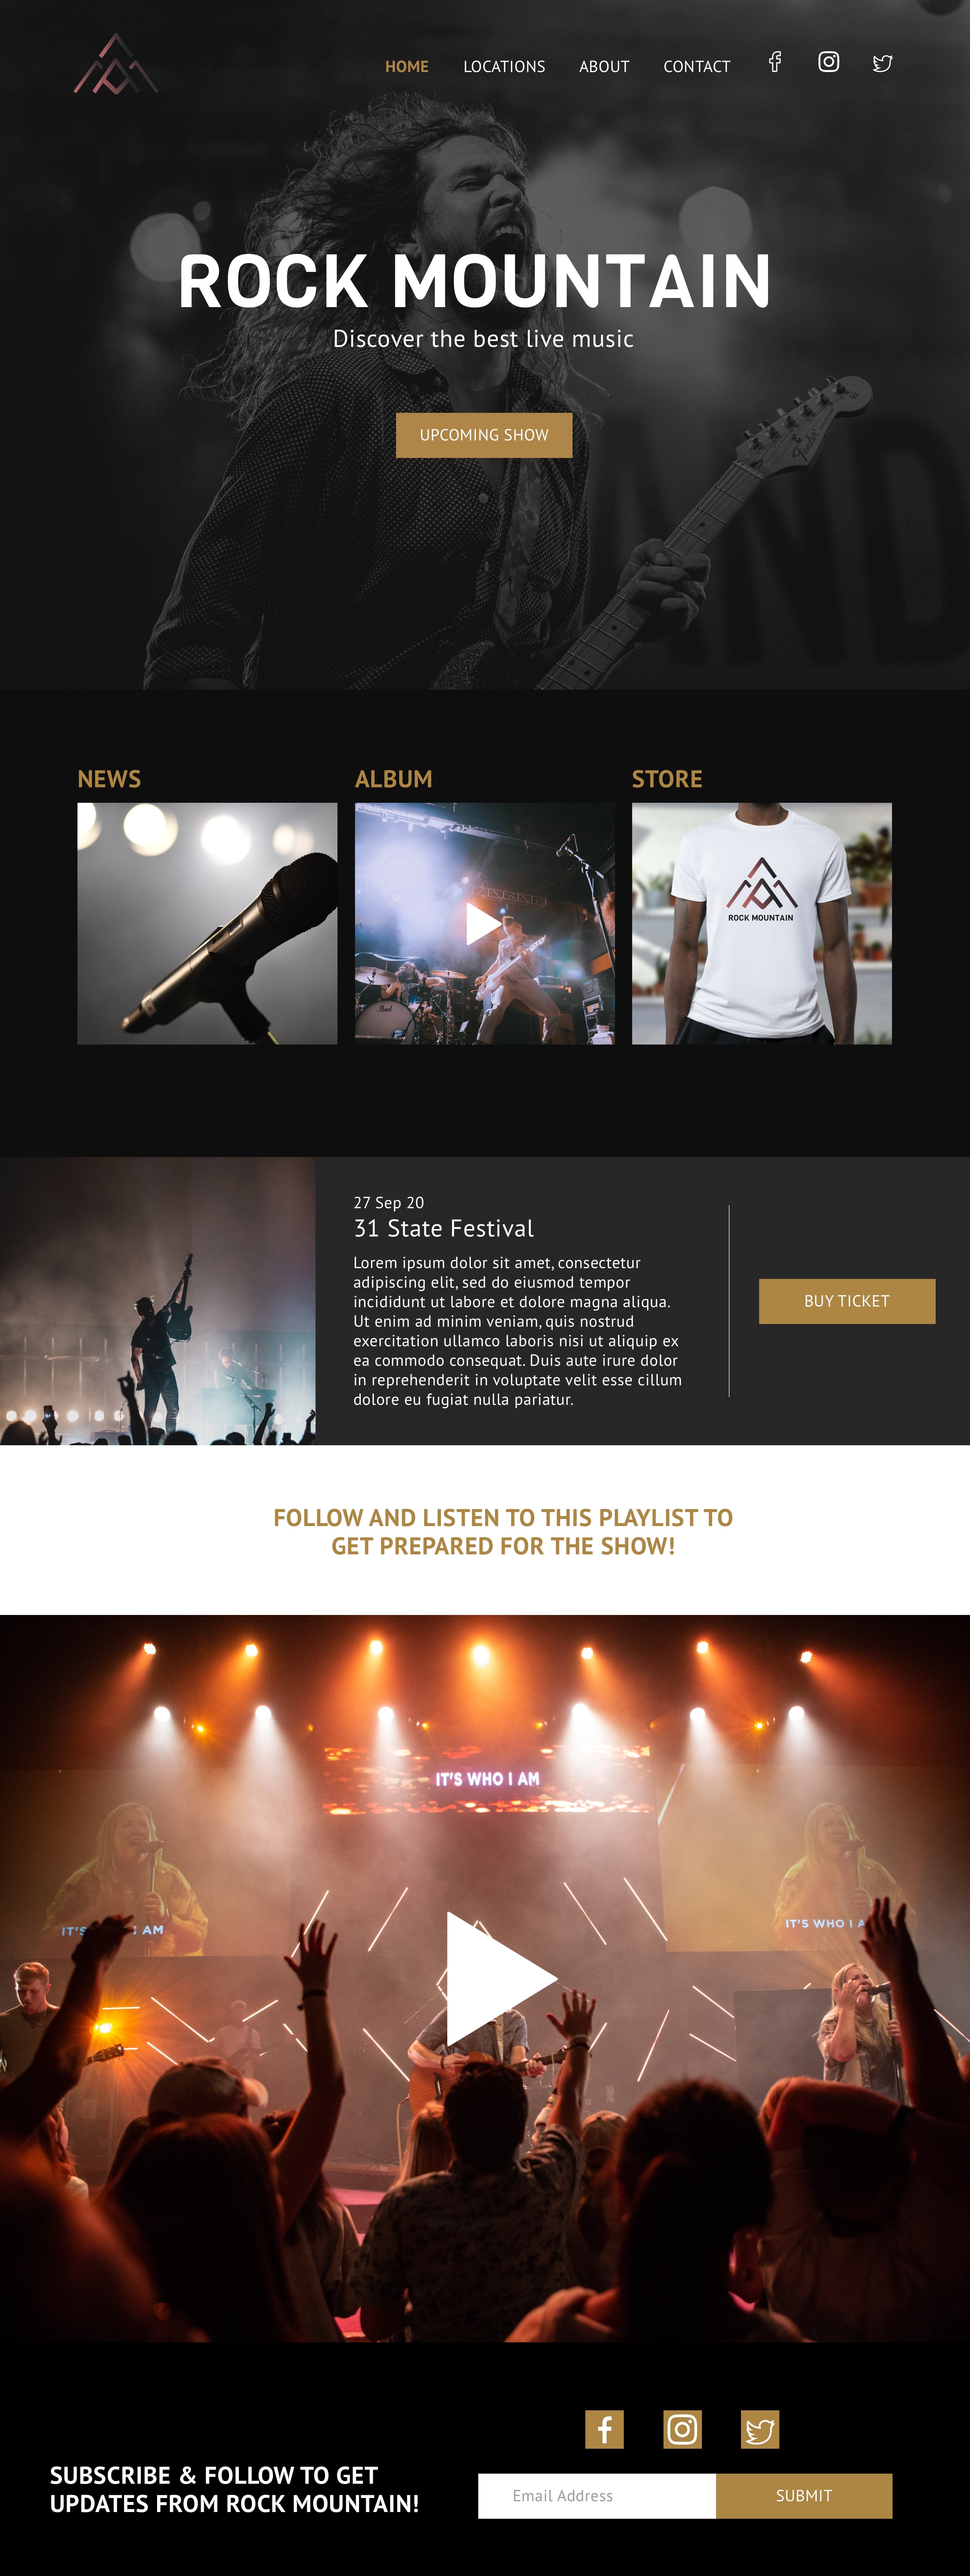 HOME LOCATIONS ABOUT CONTACT
ROCK MOUNTAIN
Discover the best live music
UPCOMING SHOW
NEWS
ALBUM
STORE
ROCK MOUNTAIN
27 Sep 20
31 State Festival
Lorem ipsum dolor sit amet, consectetur
adipiscing elit, sed do eiusmod tempor
incididunt ut labore et dolore magna aliqua.
Ut enim ad minim veniam, quis nostrud
exercitation ullamco laboris nisi ut aliquip ex
ea commodo consequat. Duis aute irure dolor
in reprehenderit in voluptate velit esse cillum
dolore eu fugiat nulla pariatur.
BUY TICKET
FOLLOW AND LISTEN TO THIS PLAYLIST TO
GET PREPARED FOR THE SHOW!
IT'S WHO I AM
IT'S I AM
IT'S WHO I A
SUBSCRIBE & FOLLOW TO GET
UPDATES FROM ROCK MOUNTAIN!
Email Address
SUBMIT